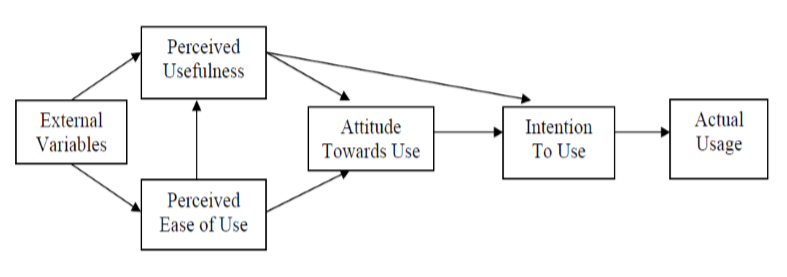 Perceived
Usefulness
External
Variables
Attitude
Towards Use
Intention
To Use
Actual
Usage
Perceived
Ease of Use